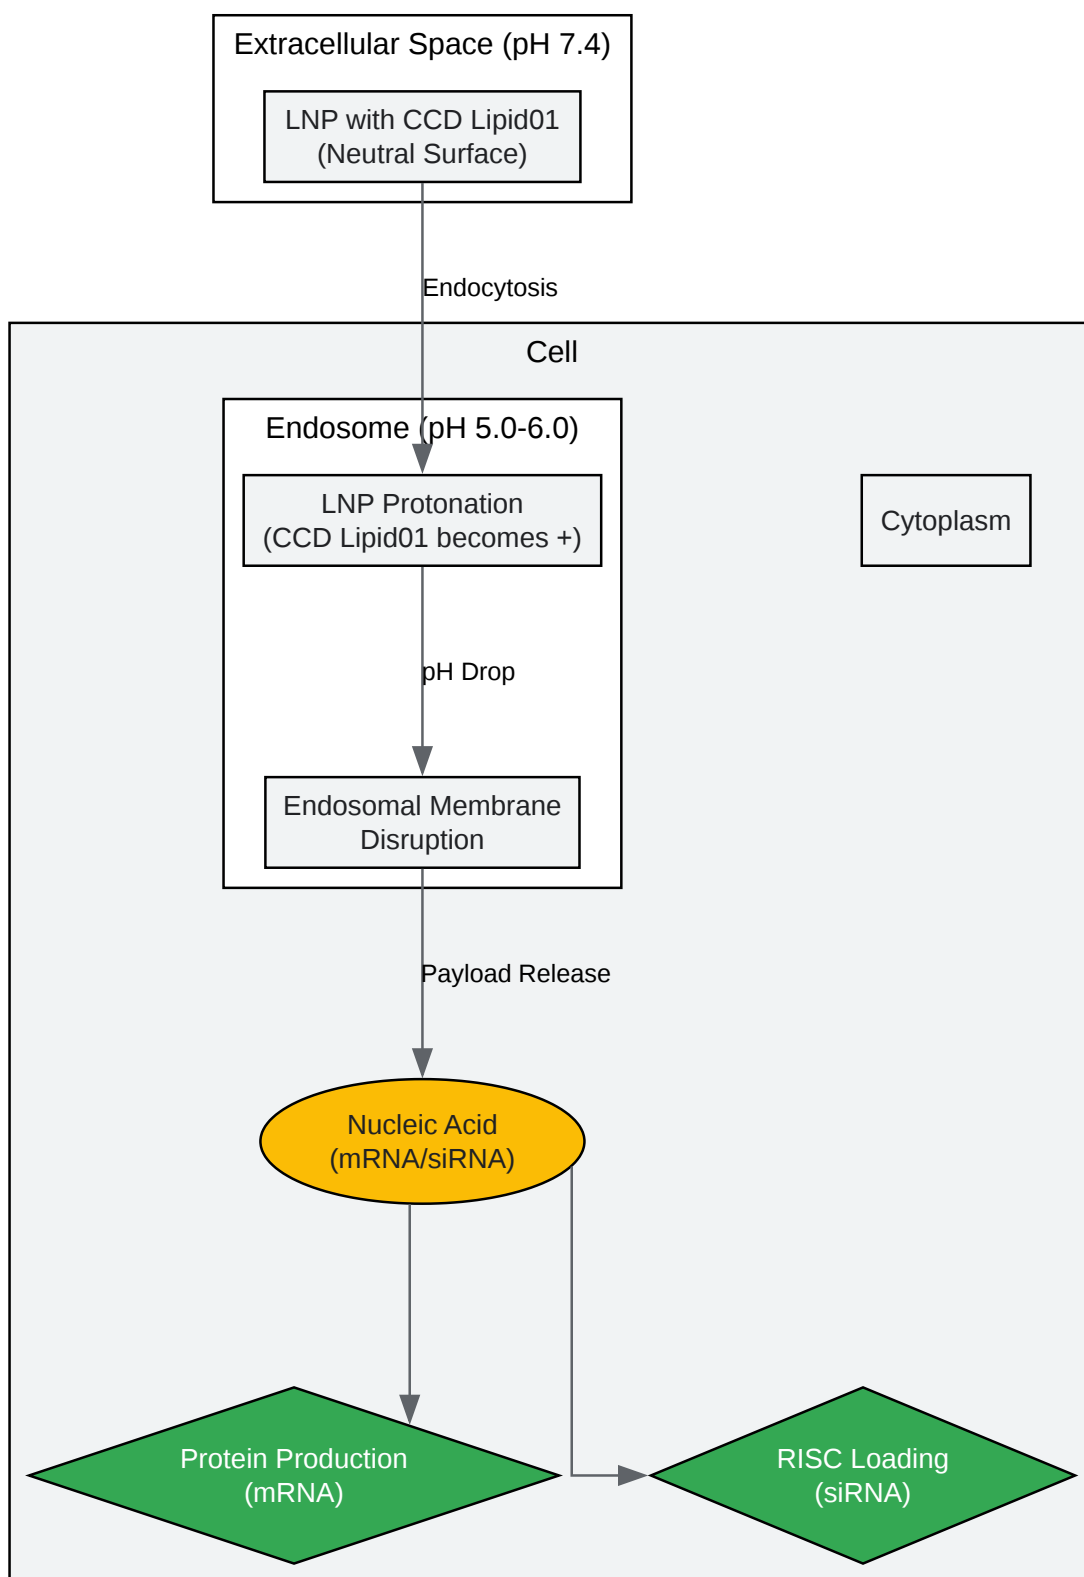 Extracellular Space (pH 7.4)
LNP with CCD Lipid01
(Neutral Surface)
Endocytosis
Cell
Endosome (pH 5.0-6.0)
LNP Protonation
(CCD Lipid01 becomes +)
Cytoplasm
pH Drop
Endosomal Membrane
Disruption
Payload Release
Nucleic Acid
(mRNA/siRNA)
Protein Production
(mRNA)
RISC Loading
(siRNA)